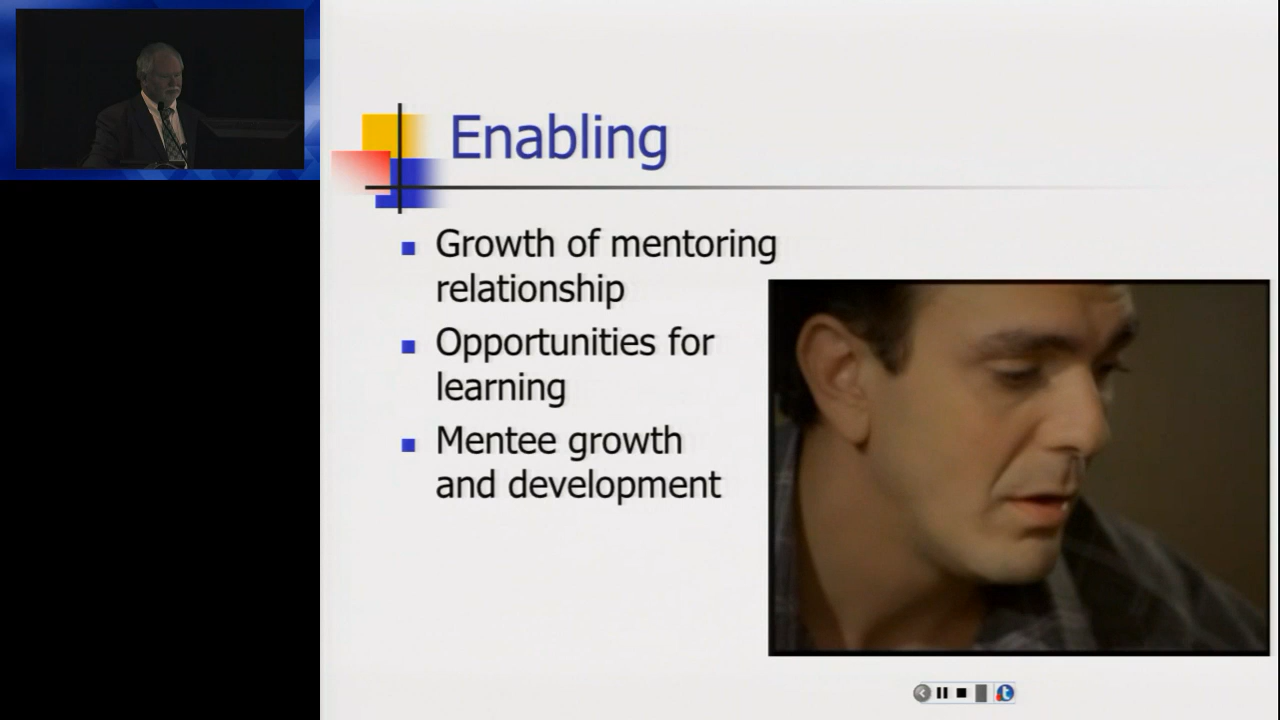 Enabling
Growth of mentoring
relationship
Opportunities for
learning
Mentee growth
and development